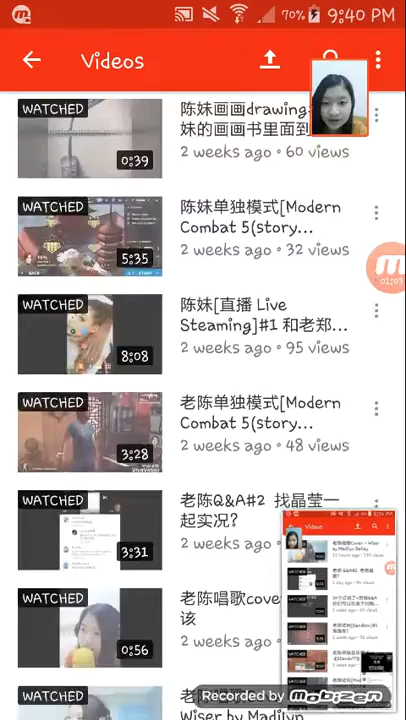 70% 9:40 PM
Videos
WATCHED
0:39
陈妹画画drawing
妹的画画书里面到
2 weeks ago • 60 views
WATCHED
5:35
陈妹单独模式[Modern
Combat 5(story...
2 weeks ago • 32 views
01:03
WATCHED
8:08
陈妹[直播 Live
Steaming]#1 和老郑...
2 weeks ago • 95 views
WATCHED
3:28
老陈单独模式[Modern
Combat 5(story...
2 weeks ago • 48 views
WATCHED
3:31
老陈Q&A#2 找晶莹一
起实况?
2 weeks ago
WATCHED
0:56
老陈唱歌cove
该
2 weeks ago
WATCHED
Wiser by Madilyn
Videos
Recorded by Mobizen